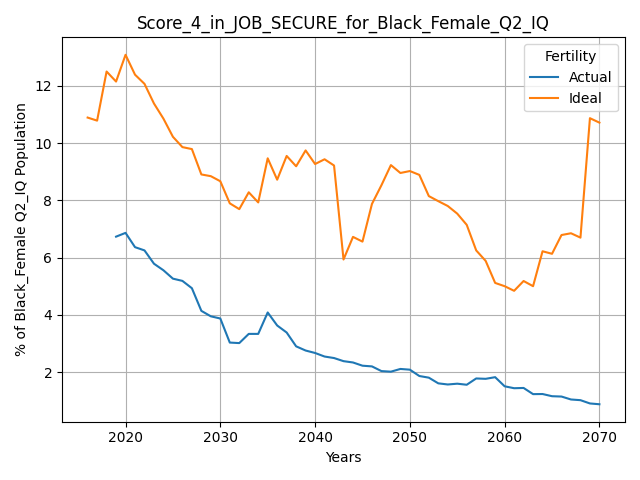 Score_4_in_JOB_SECURE_for_Black_Female_Q2_IQ
Fertility
Actual
Ideal
% of Black_Female Q2_IQ Population
12
10
8
6
4
2
2020
2030
2040
2050
2060
2070
Years